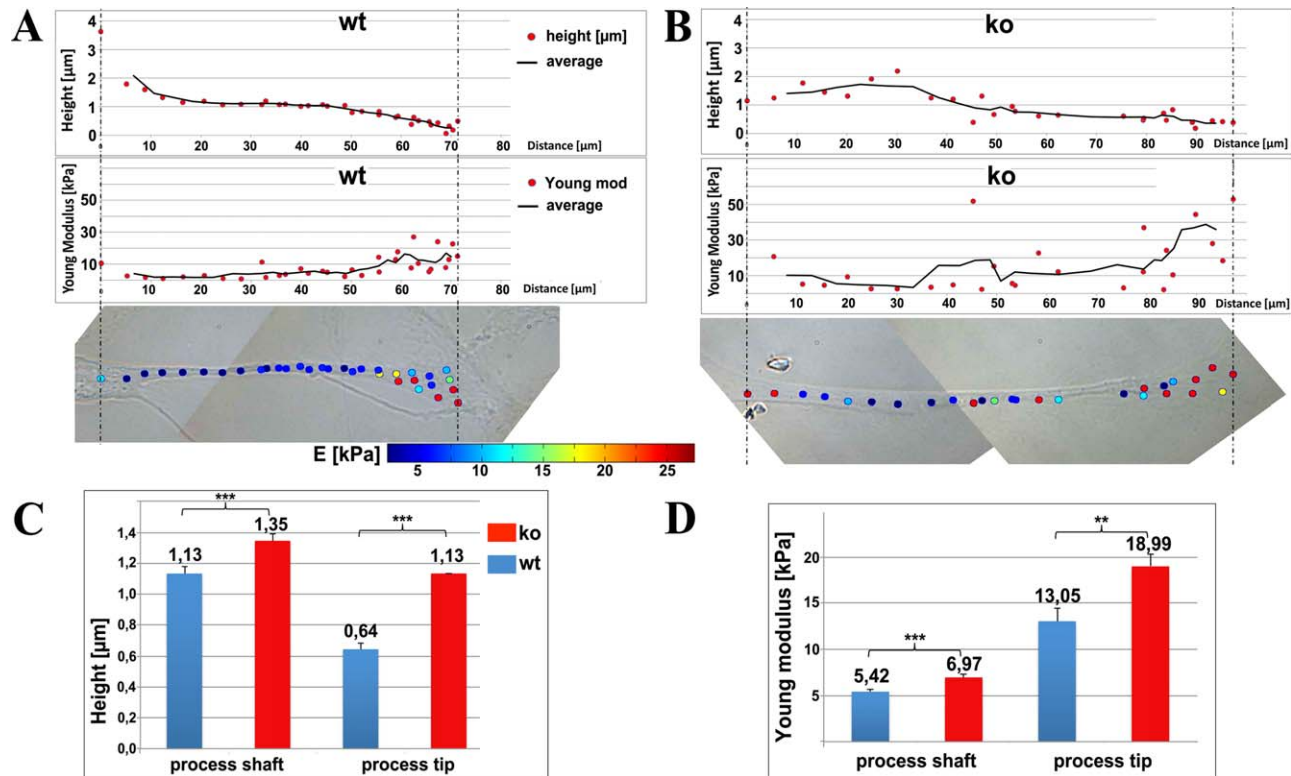 A
wt
Height [µm]
4
3
2
1
0
height [µm]
average
0 10 20 30 40 50 60 70 80 Distance [µm]
wt
Young Modulus [kPa]
50
30
10
Young mod
average
0 10 20 30 40 50 60 70 80 Distance [µm]
B
ko
Height [µm]
4
3
2
1
0
0 10 20 30 40 50 60 70 80 90 Distance [µm]
ko
Young Modulus [kPa]
50
30
10
0 10 20 30 40 50 60 70 80 90 Distance [µm]
E [kPa]
5 10 15 20 25
C
Height [µm]
1,4
1,2
1,0
0,8
0,6
0,4
0,2
0,0
***
***
1,13
1,35
0,64
1,13
ko
wt
process shaft process tip
D
Young modulus [kPa]
20
15
10
5
***
**
5,42
6,97
13,05
18,99
process shaft process tip